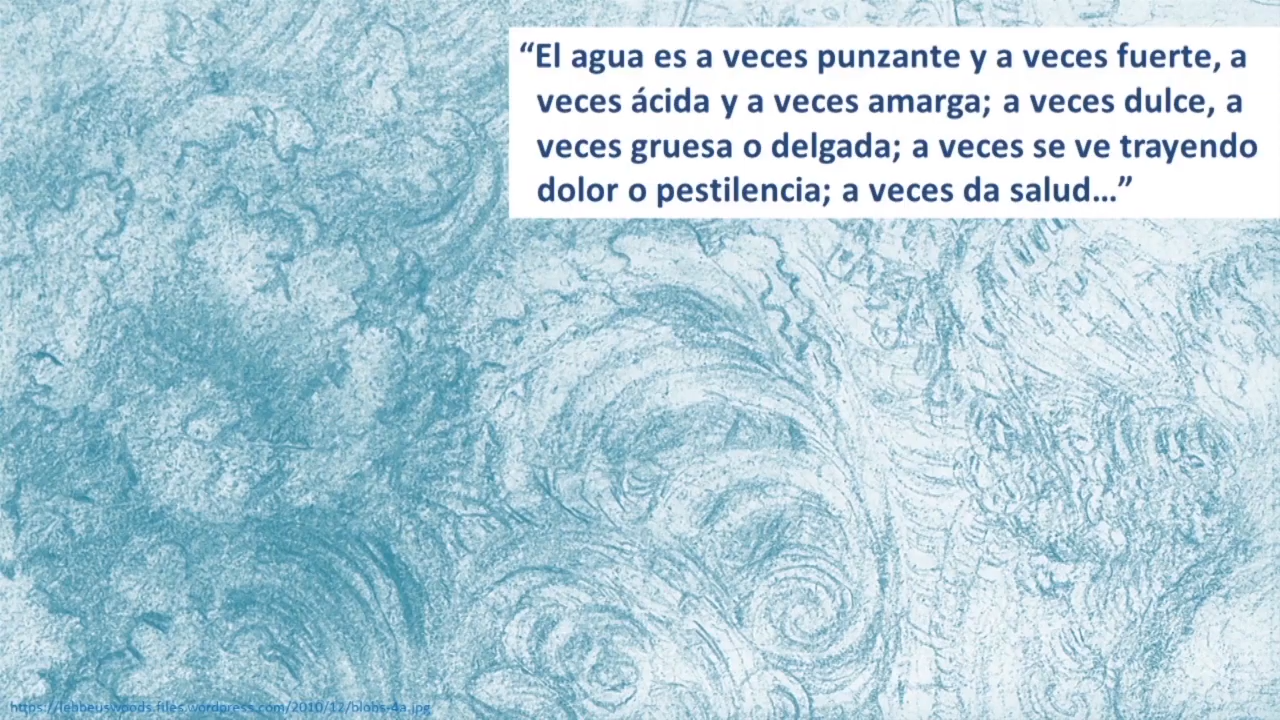 “El agua es a veces punzante y a veces fuerte, a
veces ácida y a veces amarga; a veces dulce, a
veces gruesa o delgada; a veces se ve trayendo
dolor o pestilencia; a veces da salud...”
https://lebbeuswoods.files.wordpress.com/2010/12/blobs-4a.jpg